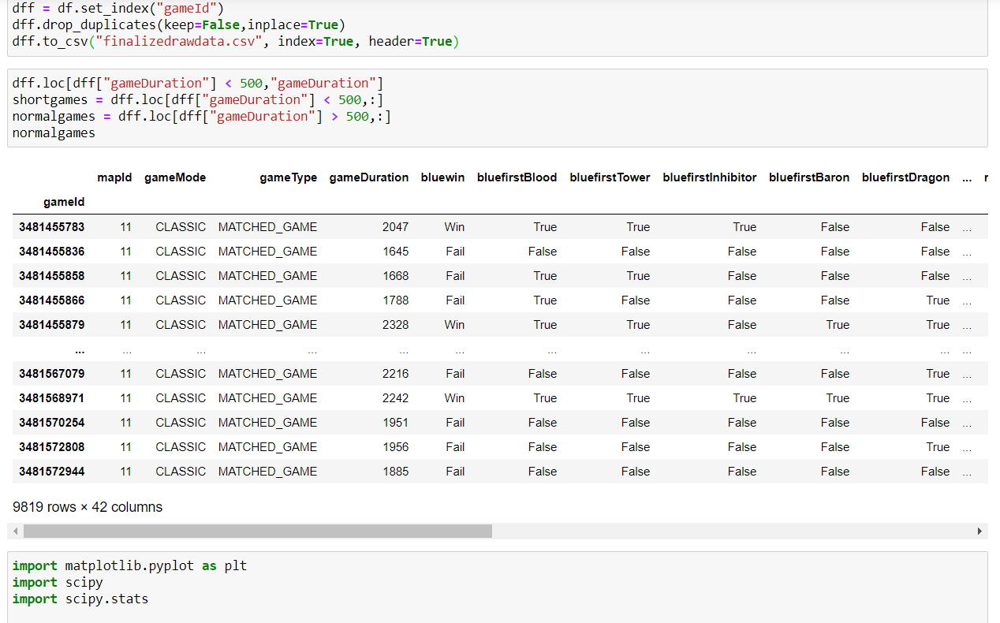 dff = df.set_index("gameId")
dff.drop_duplicates(keep=False,inplace=True)
dff.to_csv("finalizedrawdata.csv", index=True, header=True)
dff.loc[dff["gameDuration"] < 500,"gameDuration"]
shortgames = dff.loc[dff["gameDuration"] < 500,:]
normalgames = dff.loc[dff["gameDuration"] > 500,:]
normalgames
mapId gameMode gameType gameDuration bluewin bluefirstBlood bluefirstTower bluefirstInhibitor bluefirstBaron bluefirstDragon ...
gameId
3481455783 11 CLASSIC MATCHED_GAME 2047 Win True True True False False ...
3481455836 11 CLASSIC MATCHED_GAME 1645 Fail False False False False False ...
3481455858 11 CLASSIC MATCHED_GAME 1668 Fail True True False False False ...
3481455866 11 CLASSIC MATCHED_GAME 1788 Fail True False False False True ...
3481455879 11 CLASSIC MATCHED_GAME 2328 Win True True False True True ...
... ... ... ... ... ... ... ... ... ... ... ...
3481567079 11 CLASSIC MATCHED_GAME 2216 Fail False False False False True ...
3481568971 11 CLASSIC MATCHED_GAME 2242 Win True True True True True ...
3481570254 11 CLASSIC MATCHED_GAME 1951 Fail False False False False False ...
3481572808 11 CLASSIC MATCHED_GAME 1956 Fail False False False False True ...
3481572944 11 CLASSIC MATCHED_GAME 1885 Fail False False False False False ...
9819 rows × 42 columns
import matplotlib.pyplot as plt
import scipy
import scipy.stats